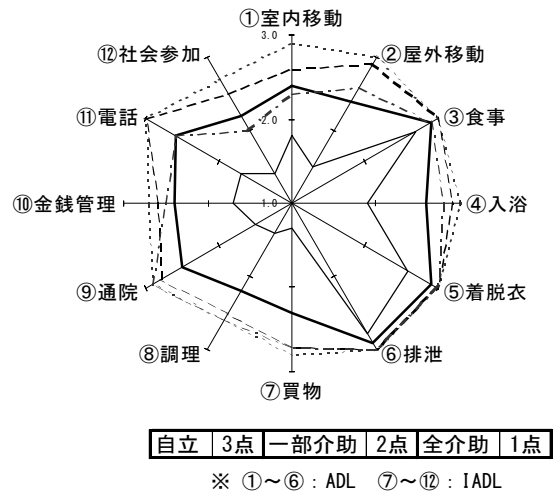 ①室内移動
3.0
⑫社会参加
②屋外移動
⑪電話
③食事
2.0
⑩金銭管理
1.0
④入浴
⑨通院
⑤着脱衣
⑧調理
⑥排泄
⑦買物
自立 3点 一部介助 2点 全介助 1点
※ ①～⑥：ADL ⑦～⑫：IADL